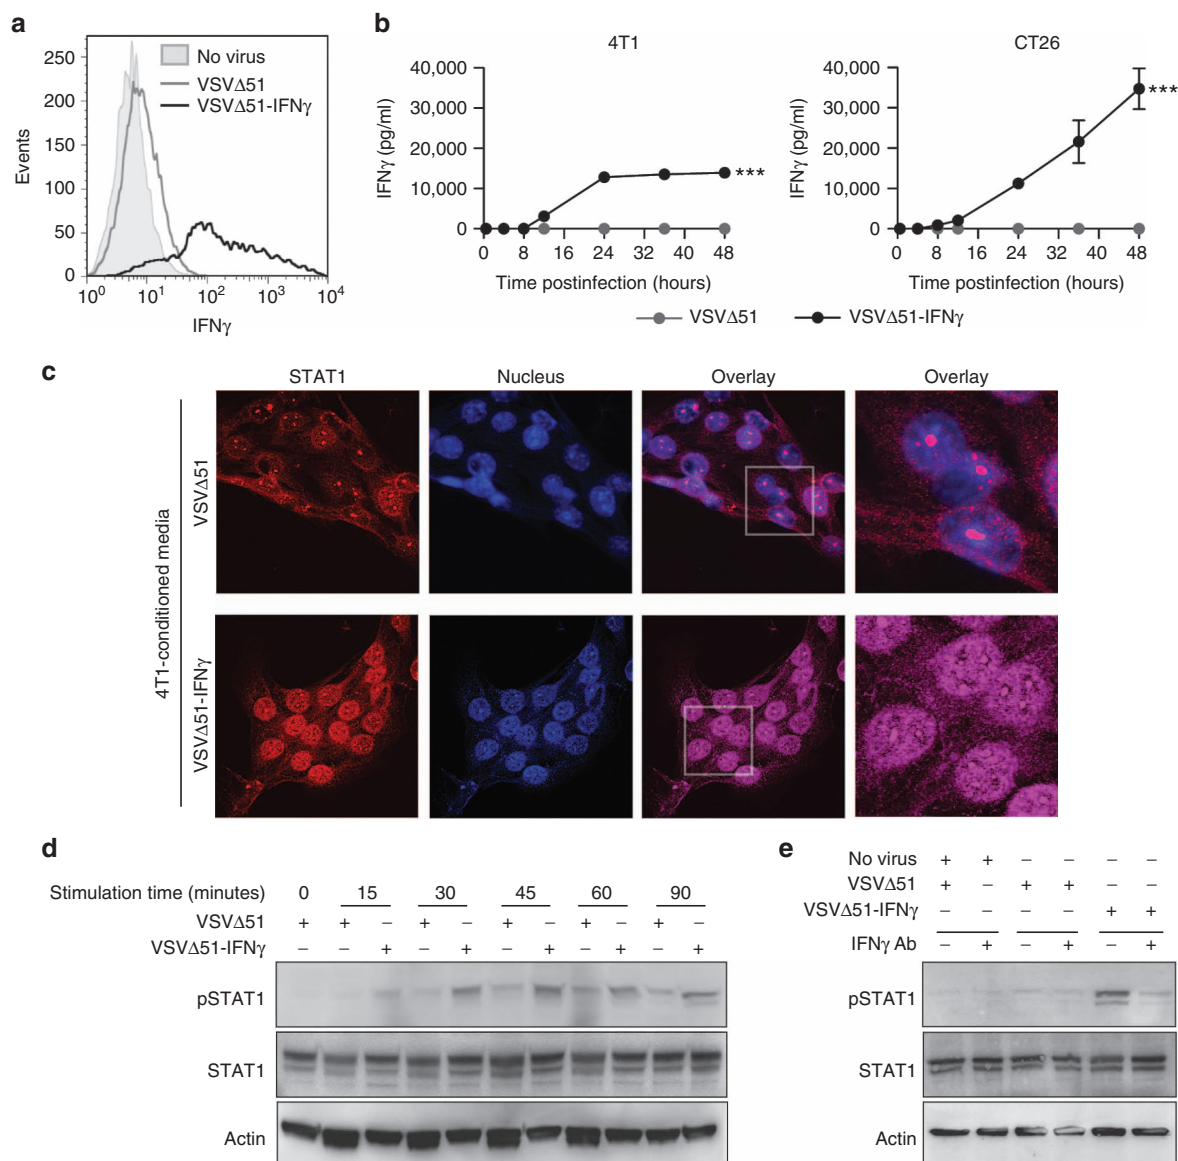 a
250
200
150
100
50
0
Events
No virus
VSVΔ51
VSVΔ51-IFNγ
10⁰ 10¹ 10² 10³ 10⁴
IFNγ
b
4T1
40,000
30,000
20,000
10,000
0
IFNγ (pg/ml)
***
0 8 16 24 32 40 48
Time postinfection (hours)
CT26
40,000
30,000
20,000
10,000
0
IFNγ (pg/ml)
***
0 8 16 24 32 40 48
Time postinfection (hours)
VSVΔ51 VSVΔ51-IFNγ
c
STAT1 Nucleus Overlay Overlay
4T1-conditioned media
VSVΔ51
VSVΔ51-IFNγ
d
Stimulation time (minutes) 0 15 30 45 60 90
VSVΔ51 + + − + − + − + − + −
VSVΔ51-IFNγ − − + − + − + − + − +
pSTAT1
STAT1
Actin
e
No virus + + − − − −
VSVΔ51 + − + + − −
VSVΔ51-IFNγ − − − − + +
IFNγ Ab − + − + − +
pSTAT1
STAT1
Actin